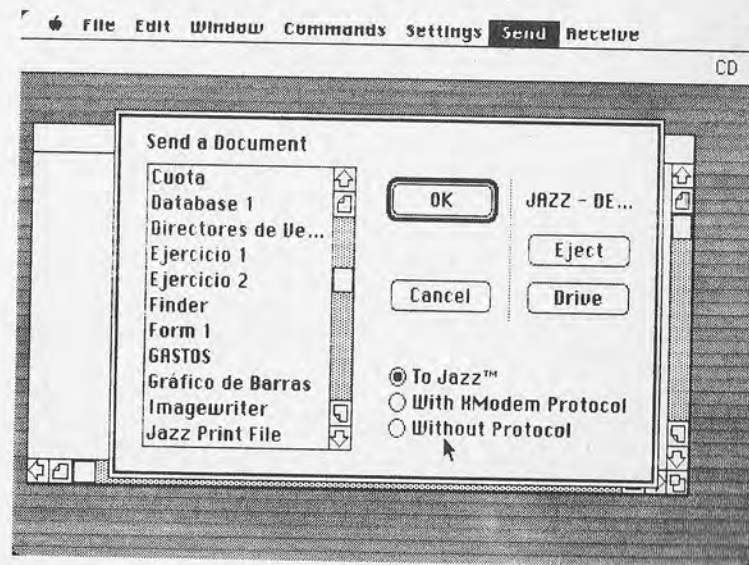 File Edit Window Commands Settings Send Receive
CD
Send a Document
Cuota
Database 1
Directores de Ve...
Ejercicio 1
Ejercicio 2
Finder
Form 1
GASTOS
Gráfico de Barras
Imagewriter
Jazz Print File
OK
Cancel
JAZZ - DE...
Eject
Drive
To Jazz™
With XModem Protocol
Without Protocol